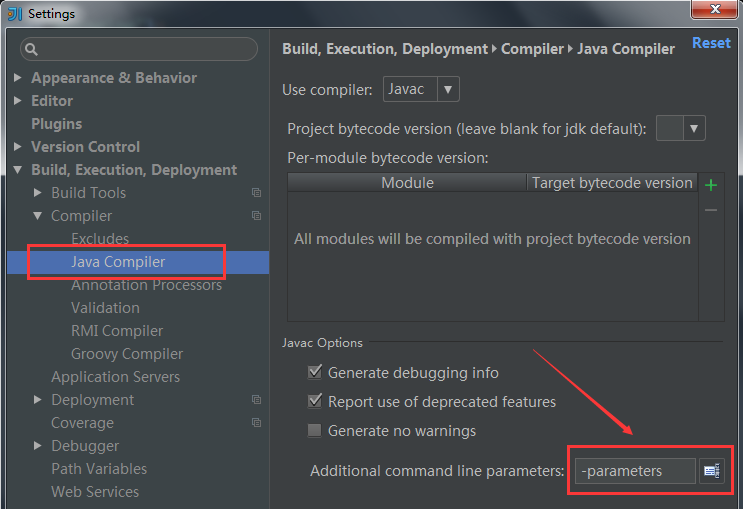 Settings
Appearance & Behavior
Editor
Plugins
Version Control
Build, Execution, Deployment
Build Tools
Compiler
Excludes
Java Compiler
Annotation Processors
Validation
RMI Compiler
Groovy Compiler
Application Servers
Deployment
Coverage
Debugger
Path Variables
Web Services
Build, Execution, Deployment › Compiler › Java Compiler
Reset
Use compiler: Javac
Project bytecode version (leave blank for jdk default):
Per-module bytecode version:
Module Target bytecode version
All modules will be compiled with project bytecode version
Javac Options
Generate debugging info
Report use of deprecated features
Generate no warnings
Additional command line parameters: -parameters